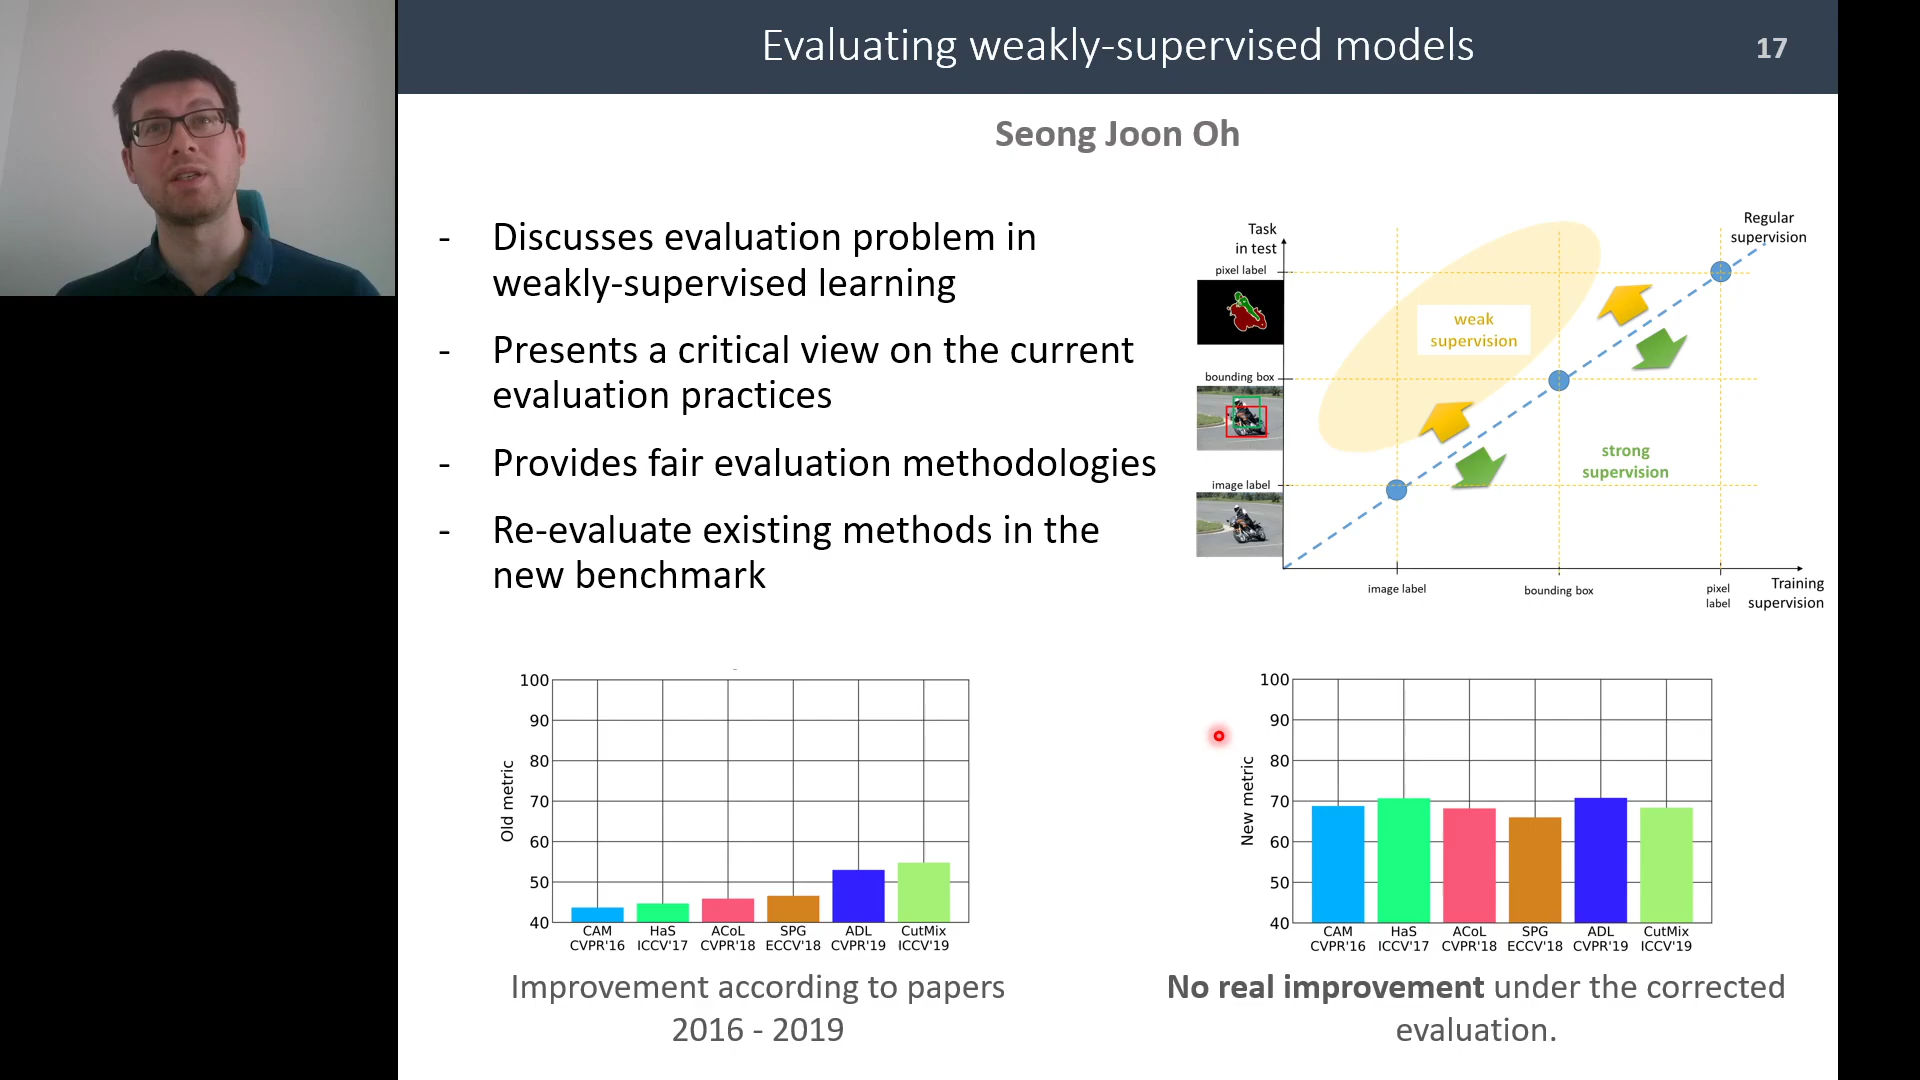 Evaluating weakly-supervised models
17
Seong Joon Oh
- Discusses evaluation problem in
weakly-supervised learning
- Presents a critical view on the current
evaluation practices
- Provides fair evaluation methodologies
- Re-evaluate existing methods in the
new benchmark
Task
in test
pixel label
bounding box
image label
Regular
supervision
weak
supervision
strong
supervision
image label
bounding box
pixel
label
Training
supervision
Old metric
100
90
80
70
60
50
40
CAM
CVPR'16
HaS
ICCV'17
ACoL
CVPR'18
SPG
ECCV'18
ADL
CVPR'19
CutMix
ICCV'19
Improvement according to papers
2016 - 2019
New metric
100
90
80
70
60
50
40
CAM
CVPR'16
HaS
ICCV'17
ACoL
CVPR'18
SPG
ECCV'18
ADL
CVPR'19
CutMix
ICCV'19
No real improvement under the corrected
evaluation.